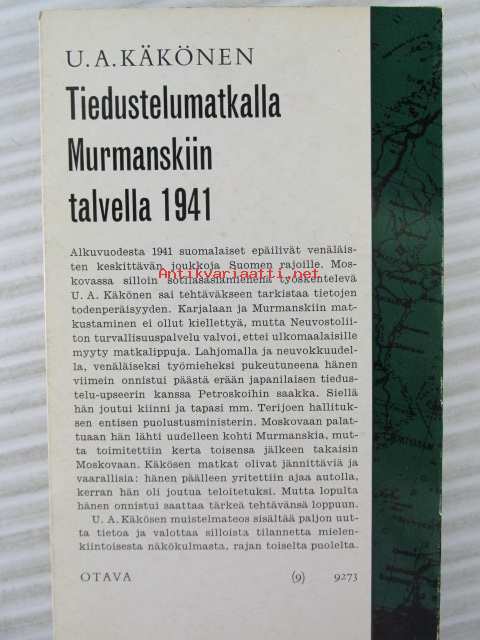 U. A. KÄKÖNEN
Tiedustelumatkalla
Murmanskiin
talvella 1941
Alkuvuodesta 1941 suomalaiset epäilivät venäläis-
ten keskittävän joukkoja Suomen rajoille. Mos-
Antikvariaatti.net
kovassa silloin sotilasasiamiehenä työskentelevä
U. A. Käkönen sai tehtäväkseen tarkistaa tietojen
todenperäisyyden. Karjalaan ja Murmanskiin mat-
kustaminen ei ollut kiellettyä, mutta Neuvostolii-
ton turvallisuuspalvelu valvoi, ettei ulkomaalaisille
myyty matkalippuja. Lahjomalla ja neuvokkuudel-
la, venäläiseksi työmieheksi pukeutuneena hänen
viimein onnistui päästä erään japanilaisen tiedus-
telu-upseerin kanssa Petroskoihin saakka. Siellä
hän joutui kiinni ja tapasi mm. Terijoen hallituk-
sen entisen puolustusministerin. Moskovaan palat-
tuaan hän lähti uudelleen kohti Murmanskia, mut-
ta toimitettiin kerta toisensa jälkeen takaisin
Moskovaan. Käkösen matkat olivat jännittäviä ja
vaarallisia: hänen päälleen yritettiin ajaa autolla,
kerran hän oli joutua teloitetuksi. Mutta lopulta
hänen onnistui saattaa tärkeä tehtävänsä loppuun.
U. A. Käkösen muistelmateos sisältää paljon uut-
ta tietoa ja valottaa silloista tilannetta mielen-
kiintoisesta näkökulmasta, rajan toiselta puolelta.
OTAVA (9) 9273